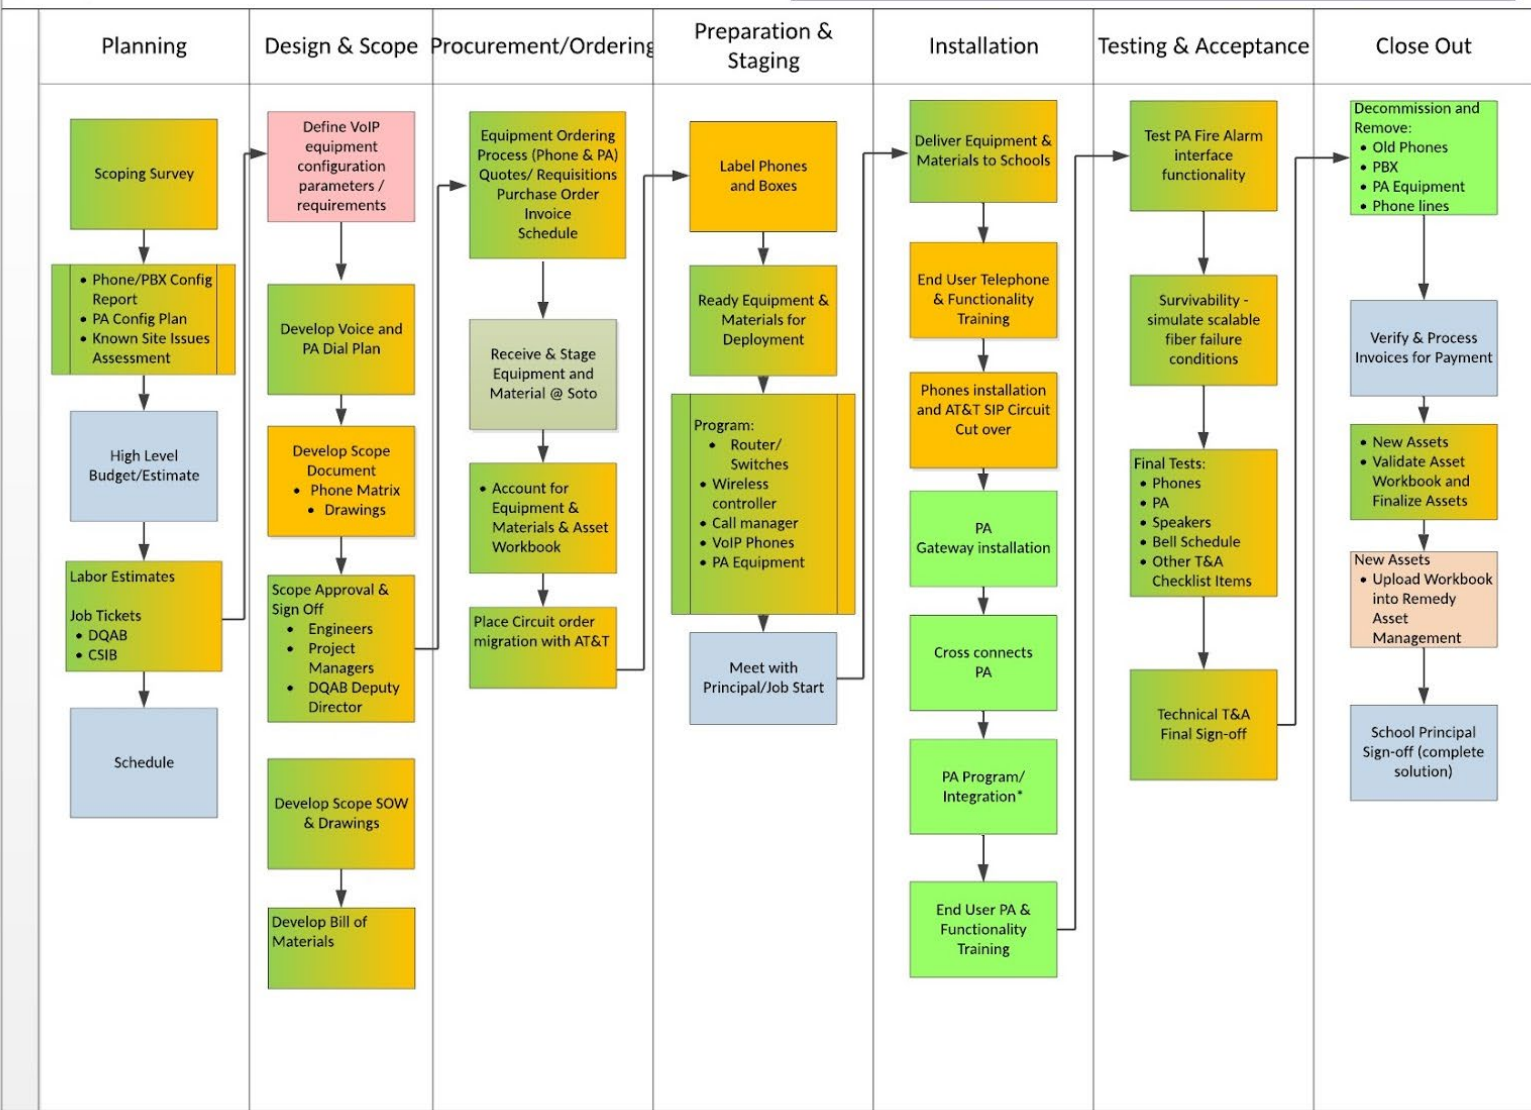 Planning
Design & Scope
Procurement/Ordering
Preparation &
Staging
Installation
Testing & Acceptance
Close Out
Scoping Survey
• Phone/PBX Config
Report
• PA Config Plan
• Known Site Issues
Assessment
High Level
Budget/Estimate
Labor Estimates
Job Tickets
• DQAB
• CSIB
Schedule
Define VoIP
equipment
configuration
parameters /
requirements
Develop Voice and
PA Dial Plan
Develop Scope
Document
• Phone Matrix
• Drawings
Scope Approval &
Sign Off
• Engineers
• Project
Managers
• DQAB Deputy
Director
Develop Scope SOW
& Drawings
Develop Bill of
Materials
Equipment Ordering
Process (Phone & PA)
Quotes/ Requisitions
Purchase Order
Invoice
Schedule
Receive & Stage
Equipment and
Material @ Soto
• Account for
Equipment &
Materials & Asset
Workbook
Place Circuit order
migration with AT&T
Label Phones
and Boxes
Ready Equipment &
Materials for
Deployment
Program:
• Router/
Switches
• Wireless
controller
• Call manager
• VoIP Phones
• PA Equipment
Meet with
Principal/Job Start
Deliver Equipment &
Materials to Schools
End User Telephone
& Functionality
Training
Phones installation
and AT&T SIP Circuit
Cut over
PA
Gateway installation
Cross connects
PA
PA Program/
Integration*
End User PA &
Functionality
Training
Test PA Fire Alarm
interface
functionality
Survivability -
simulate scalable
fiber failure
conditions
Final Tests:
• Phones
• PA
• Speakers
• Bell Schedule
• Other T&A
Checklist Items
Technical T&A
Final Sign-off
Decommission and
Remove:
• Old Phones
• PBX
• PA Equipment
• Phone lines
Verify & Process
Invoices for Payment
• New Assets
• Validate Asset
Workbook and
Finalize Assets
New Assets
• Upload Workbook
into Remedy
Asset
Management
School Principal
Sign-off (complete
solution)